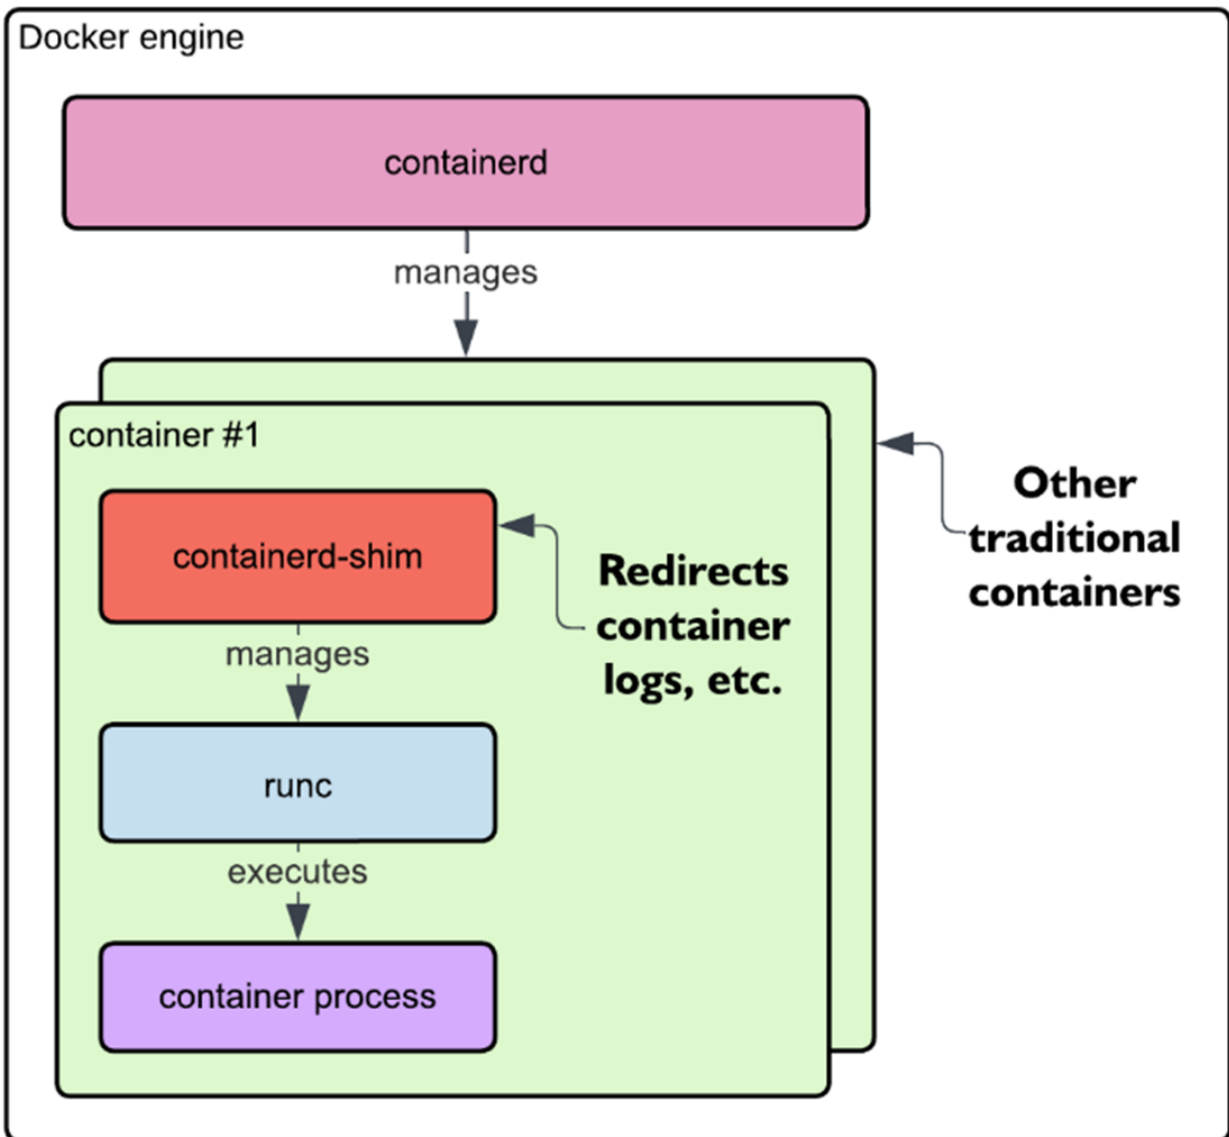 Docker engine
containerd
manages
container #1
containerd-shim
Redirects
container
logs, etc.
Other
traditional
containers
manages
runc
executes
container process